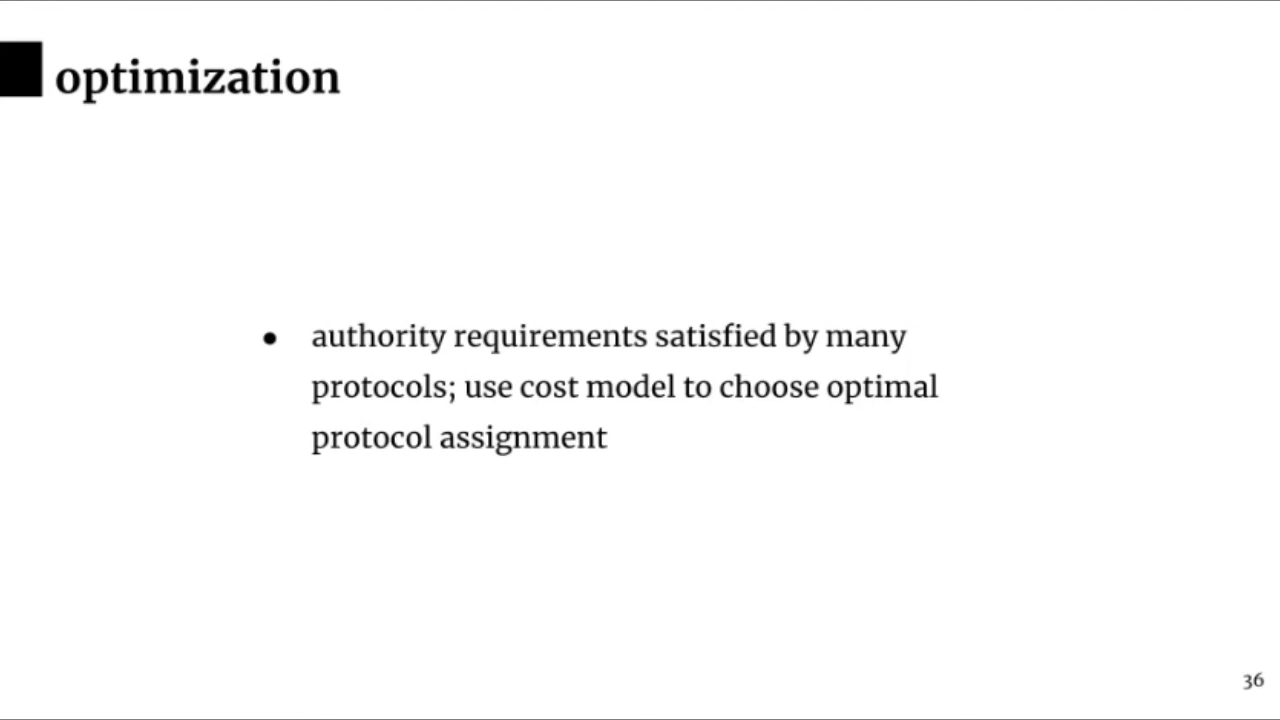 optimization
● authority requirements satisfied by many
protocols; use cost model to choose optimal
protocol assignment
36